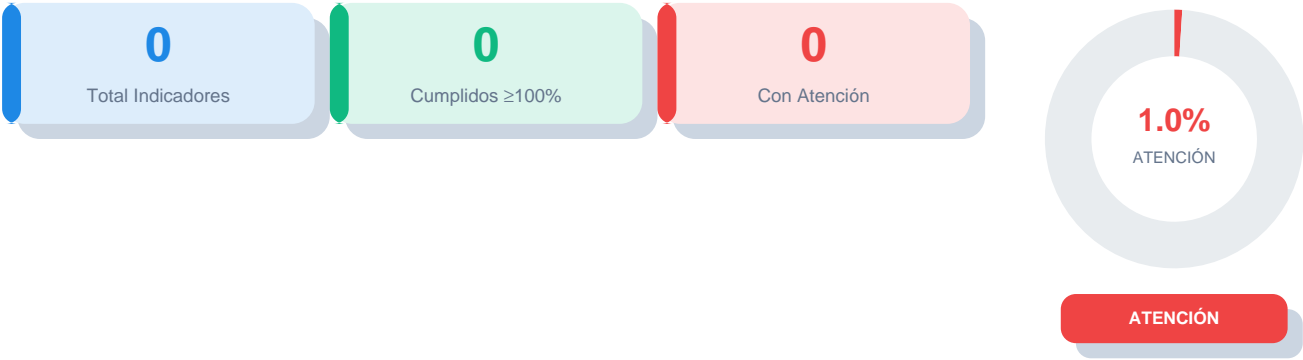 0
Total Indicadores
0
Cumplidos ≥100%
0
Con Atención
1.0%
ATENCIÓN
ATENCIÓN